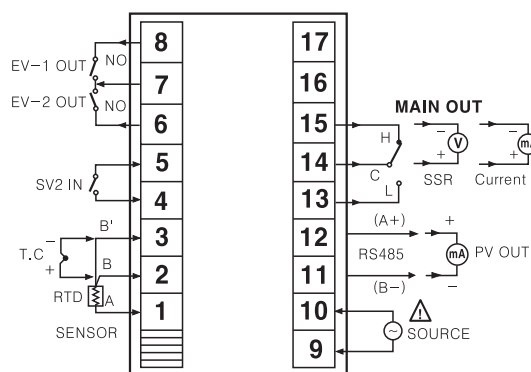 8
17
EV-1 OUT
NO
7
16
EV-2 OUT
NO
MAIN OUT
6
15
H
−
−
V
mA
+
+
5
14
C
SSR
Current
SV2 IN
L
4
13
B'
3
12
(A+)
+
−
T.C
RS485
mA
PV OUT
+
B
2
11
(B−)
−
RTD
A
1
10
SOURCE
SENSOR
9